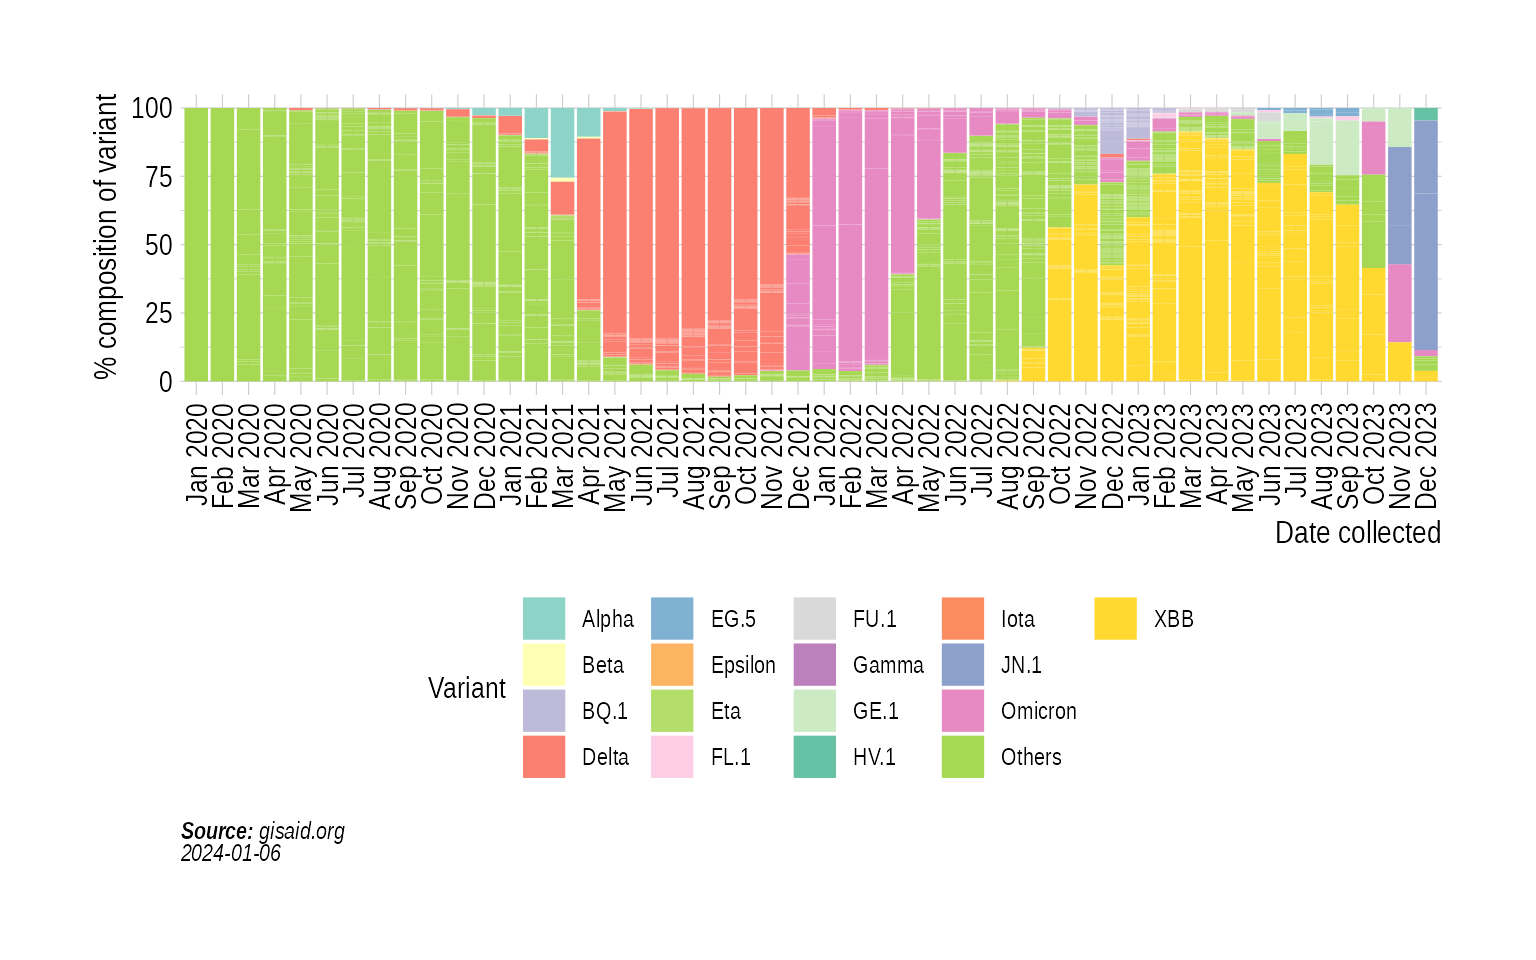 % composition of variant
100
75
50
25
0
Jan 2020
Feb 2020
Mar 2020
Apr 2020
May 2020
Jun 2020
Jul 2020
Aug 2020
Sep 2020
Oct 2020
Nov 2020
Dec 2020
Jan 2021
Feb 2021
Mar 2021
Apr 2021
May 2021
Jun 2021
Jul 2021
Aug 2021
Sep 2021
Oct 2021
Nov 2021
Dec 2021
Jan 2022
Feb 2022
Mar 2022
Apr 2022
May 2022
Jun 2022
Jul 2022
Aug 2022
Sep 2022
Oct 2022
Nov 2022
Dec 2022
Jan 2023
Feb 2023
Mar 2023
Apr 2023
May 2023
Jun 2023
Jul 2023
Aug 2023
Sep 2023
Oct 2023
Nov 2023
Dec 2023
Date collected
Variant
Alpha
Beta
BQ.1
Delta
EG.5
Epsilon
Eta
FL.1
FU.1
Gamma
GE.1
HV.1
Iota
JN.1
Omicron
Others
XBB
Source: gisaid.org
2024-01-06